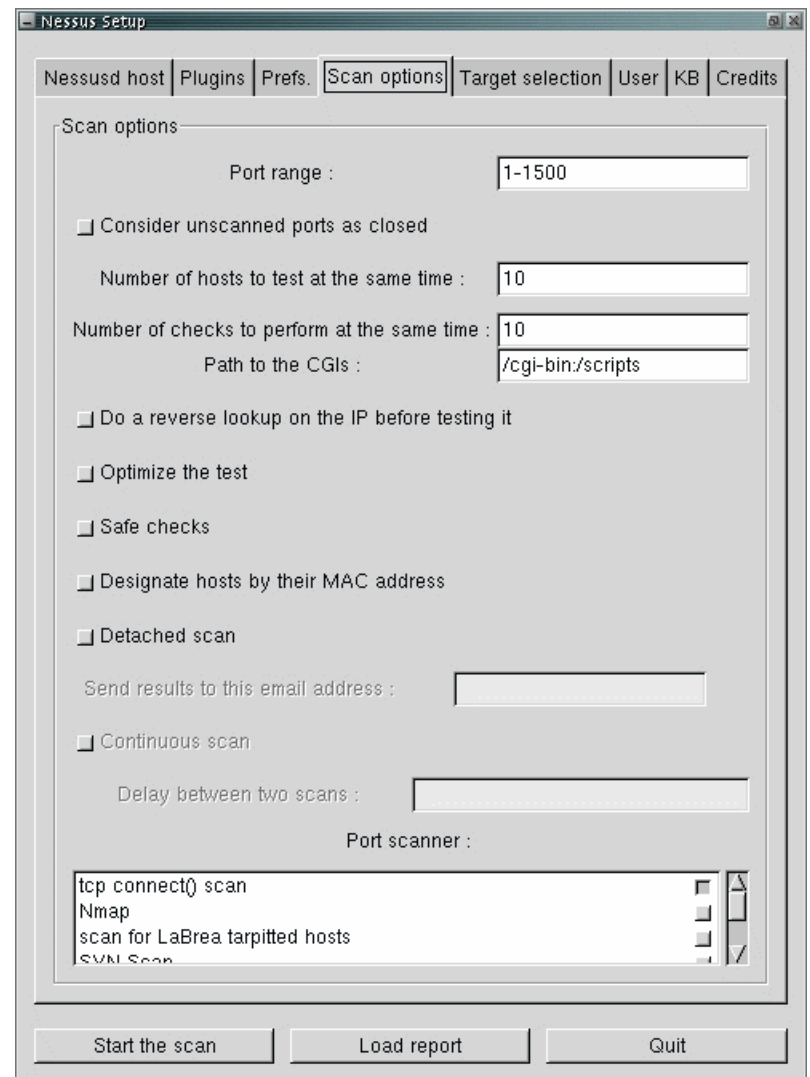 Nessus Setup
Nessusd host Plugins Prefs. Scan options Target selection User KB Credits
Scan options
Port range : 1-1500
Consider unscanned ports as closed
Number of hosts to test at the same time : 10
Number of checks to perform at the same time : 10
Path to the CGIs : /cgi-bin:/scripts
Do a reverse lookup on the IP before testing it
Optimize the test
Safe checks
Designate hosts by their MAC address
Detached scan
Send results to this email address :
Continuous scan
Delay between two scans :
Port scanner :
tcp connect() scan
Nmap
scan for LaBrea tarpitted hosts
SYN Scan
Start the scan Load report Quit